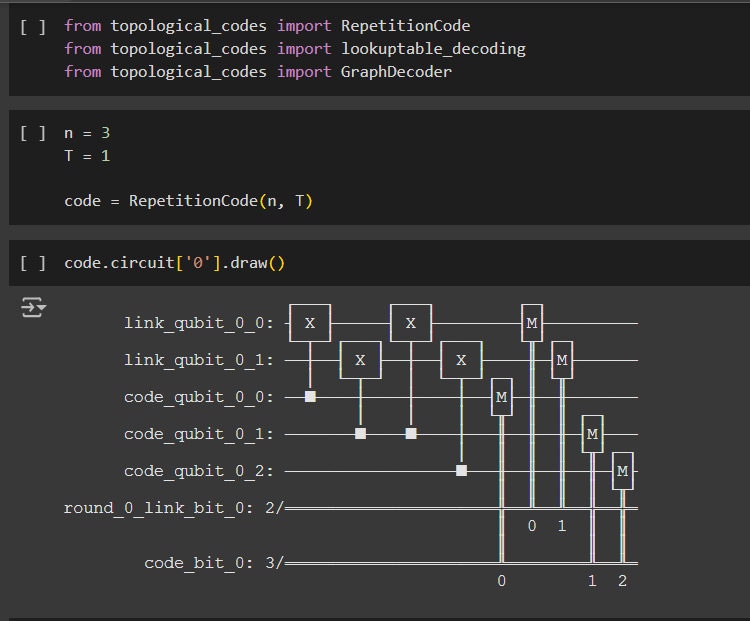 [ ] from topological_codes import RepetitionCode
from topological_codes import lookuptable_decoding
from topological_codes import GraphDecoder
[ ] n = 3
T = 1
code = RepetitionCode(n, T)
[ ] code.circuit['0'].draw()
link_qubit_0_0: X X M
link_qubit_0_1: X X M
code_qubit_0_0: M
code_qubit_0_1: M
code_qubit_0_2: M
round_0_link_bit_0: 2/
0 1
code_bit_0: 3/
0 1 2